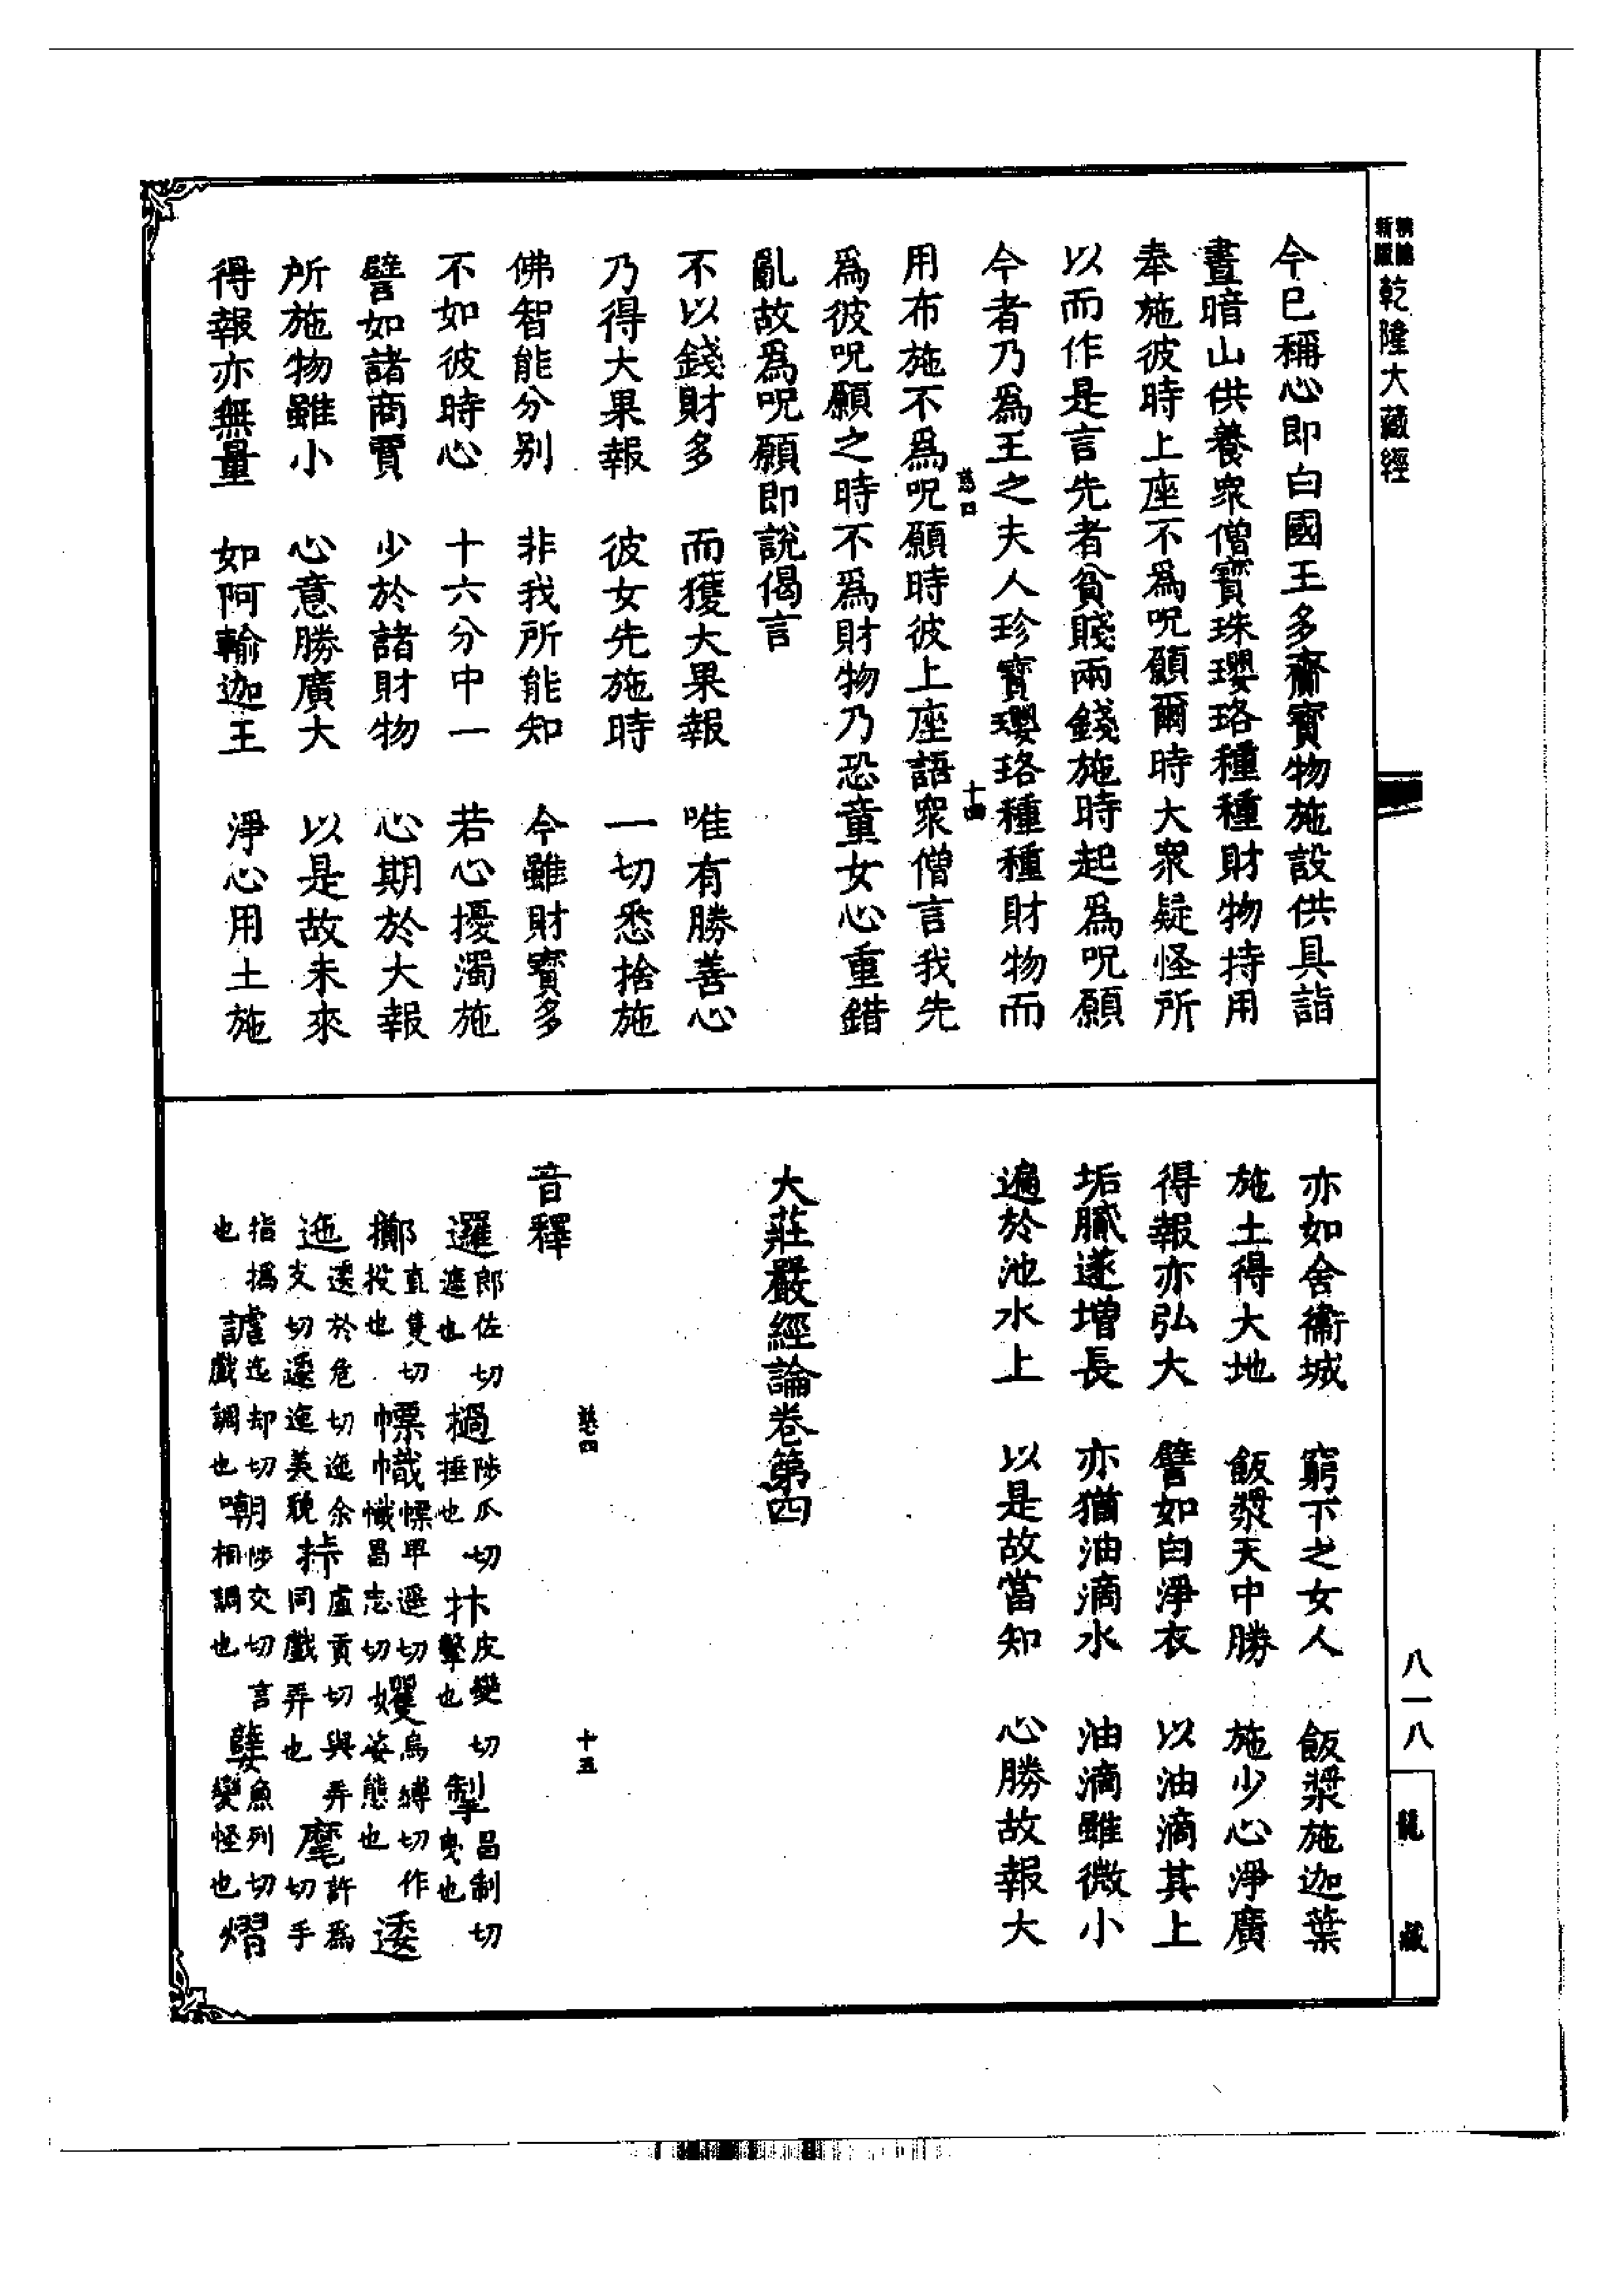 新精
縮
乾隆大藏經
今已稱心即白國王多齎寶物施設供具詣
晝暗山供養衆僧寶珠瓔珞種種財物持用
奉施彼時上座不爲呪願爾時大衆疑怪所
以而作是言先者貧賤兩錢施時起爲呪願
今者乃爲王之夫人珍寶瓔珞種種財物而
慈四
十四
用布施不爲呪願時彼上座語衆僧言我先
爲彼呪願之時不爲財物乃恐童女心重錯
亂故爲呪願即說偈言
不以錢財多　而獲大果報　唯有勝善心
乃得大果報　彼女先施時　一切悉捨施
佛智能分別　非我所能知　今雖財寶多
不如彼時心　十六分中一　若心擾濁施
譬如諸商賈　少於諸財物　心期於大報
所施物雖小　心意勝廣大　以是故未來
得報亦無量　如阿輸迦王　淨心用土施
亦如舍衞城　窮下之女人　飯漿施迦葉
施土得大地　飯漿天中勝　施少心淨廣
得報亦弘大　譬如白淨衣　以油滴其上
垢膩遂增長　亦猶油滴水　油滴雖微小
遍於池水上　以是故當知　心勝故報大
大莊嚴經論卷第四
慈四
十五
音釋
邏郎佐切遮也　檛陟瓜切捶也　抃皮變切擊也　掣昌制切曳也
擲直隻切投也　幖幟幖畢遥切幟昌志切　嬳烏縛切作姿態也　逶
迤逶於危切迤余支切逶迤美貌　挊盧貢切與弄同戲弄也　麾許爲切手
指撝也　謔迄却切戲調也　嘲陟交切言相調也　孽魚列切變怪也　熠
八一八
龍藏